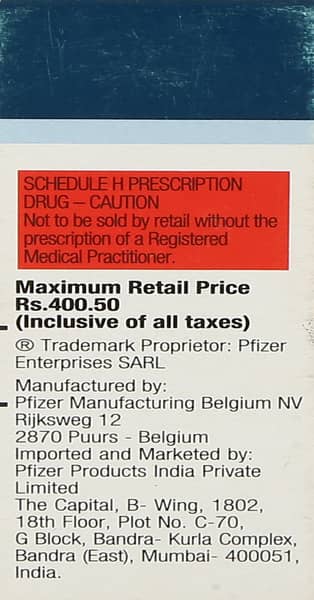 SCHEDULE H PRESCRIPTION
DRUG – CAUTION
Not to be sold by retail without the
prescription of a Registered
Medical Practitioner.
Maximum Retail Price
Rs.400.50
(Inclusive of all taxes)
® Trademark Proprietor: Pfizer
Enterprises SARL
Manufactured by:
Pfizer Manufacturing Belgium NV
Rijksweg 12
2870 Puurs - Belgium
Imported and Marketed by:
Pfizer Products India Private
Limited
The Capital, B- Wing, 1802,
18th Floor, Plot No. C-70,
G Block, Bandra- Kurla Complex,
Bandra (East), Mumbai- 400051,
India.